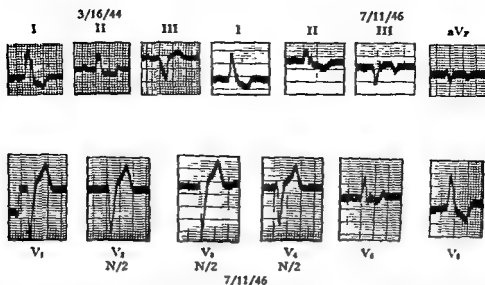 3/16/44 7/11/46
I II III I II III aVF
V₁ V₂ V₃ V₄ V₆
N/2 N/2 N/2
7/11/46